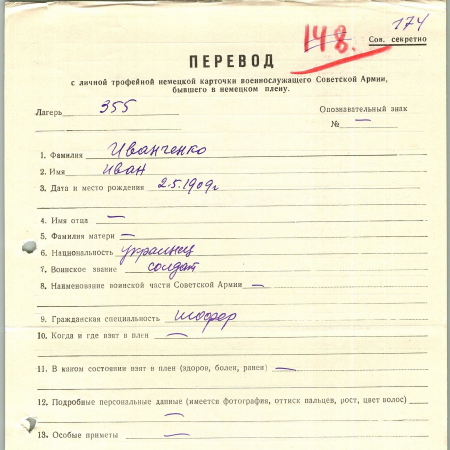 174
148.
Сов. секретно
ПЕРЕВОД
с личной трофейной немецкой карточки военнослужащего Советской Армии,
бывшего в немецком плену.
Лагерь 355 Опознавательный знак
№ —
1. Фамилия Иванченко
2. Имя Иван
3. Дата и место рождения 2.5.1909г
4. Имя отца —
5. Фамилия матери —
6. Национальность украинец
7. Воинское звание солдат
8. Наименование воинской части Советской Армии —
9. Гражданская специальность шофер
10. Когда и где взят в плен —
11. В каком состоянии взят в плен (здоров, болен, ранен) —
12. Подробные персональные данные (имеется фотография, оттиск пальцев, рост, цвет волос)
—
13. Особые приметы —